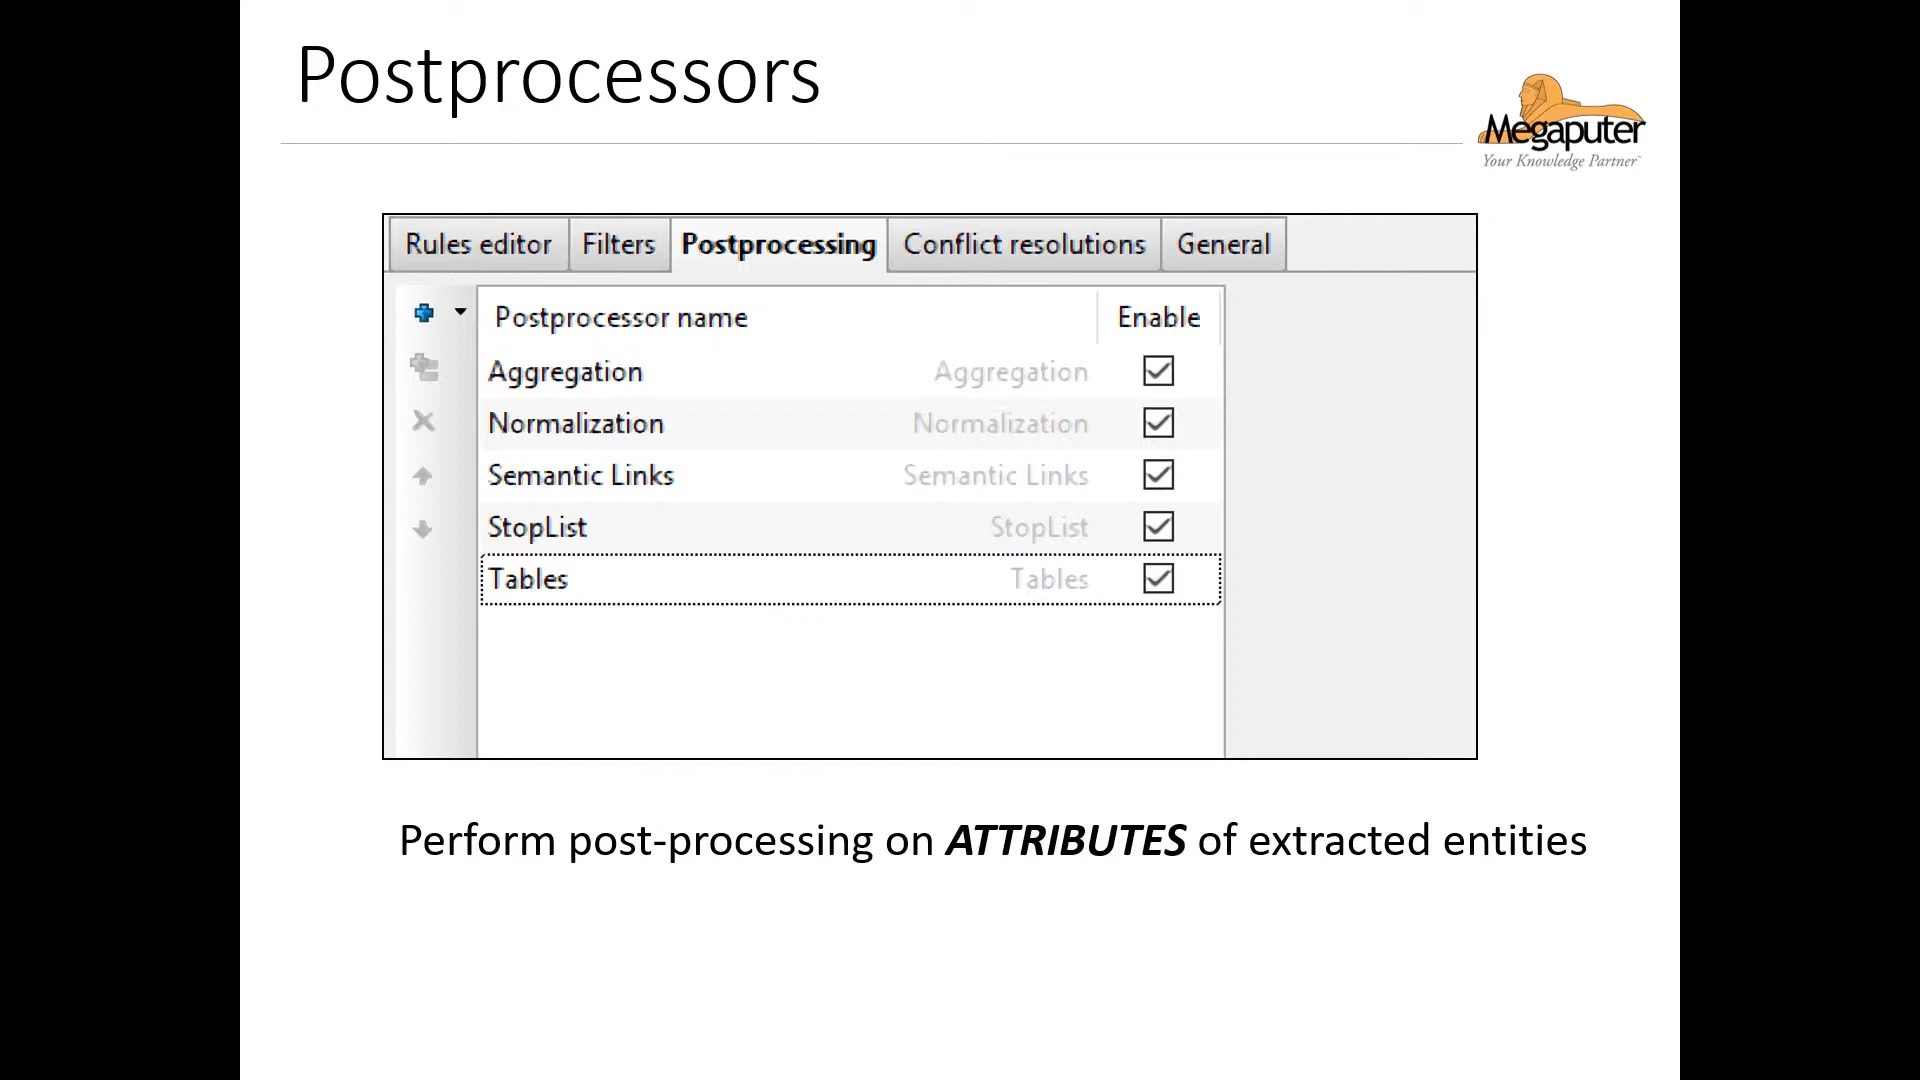 Postprocessors
Megaputer
Your Knowledge Partner™
Rules editor Filters Postprocessing Conflict resolutions General
Postprocessor name Enable
Aggregation Aggregation
Normalization Normalization
Semantic Links Semantic Links
StopList StopList
Tables Tables
Perform post-processing on ATTRIBUTES of extracted entities